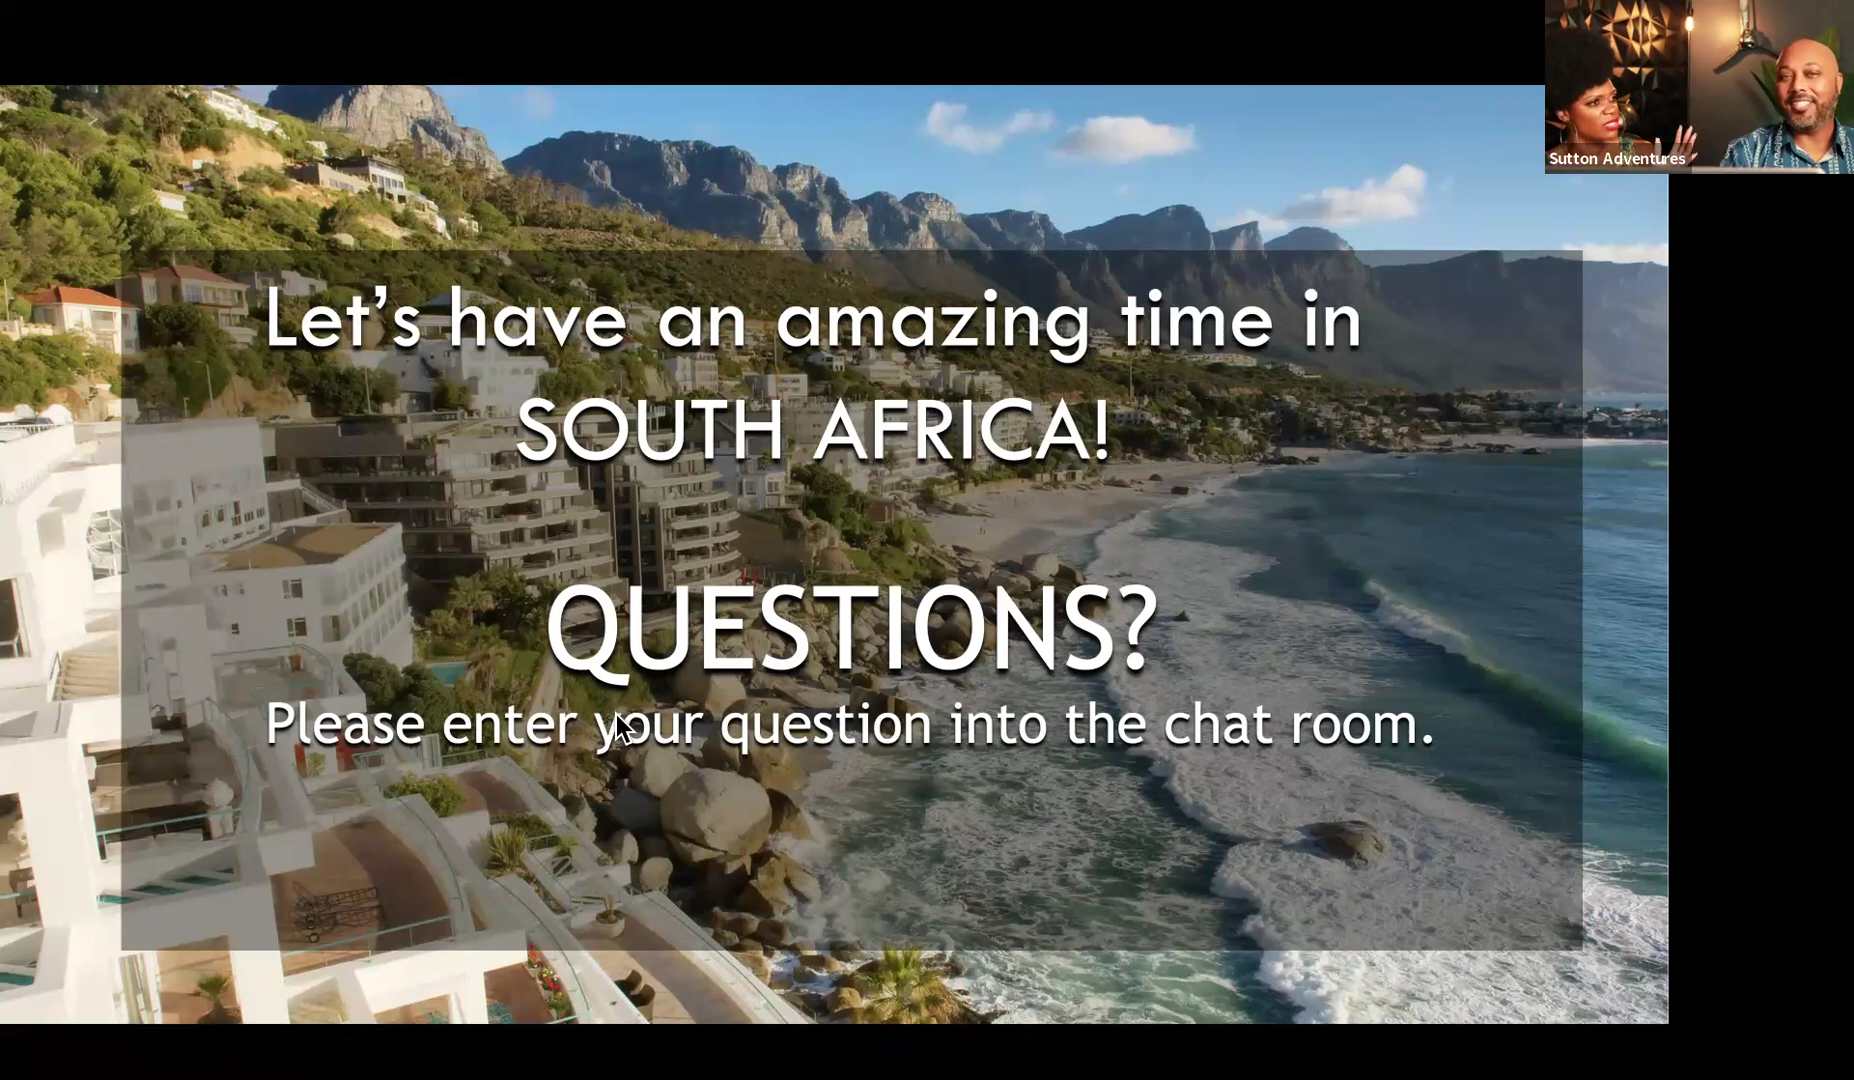 Sutton Adventures
Let's have an amazing time in
SOUTH AFRICA!
QUESTIONS?
Please enter your question into the chat room.